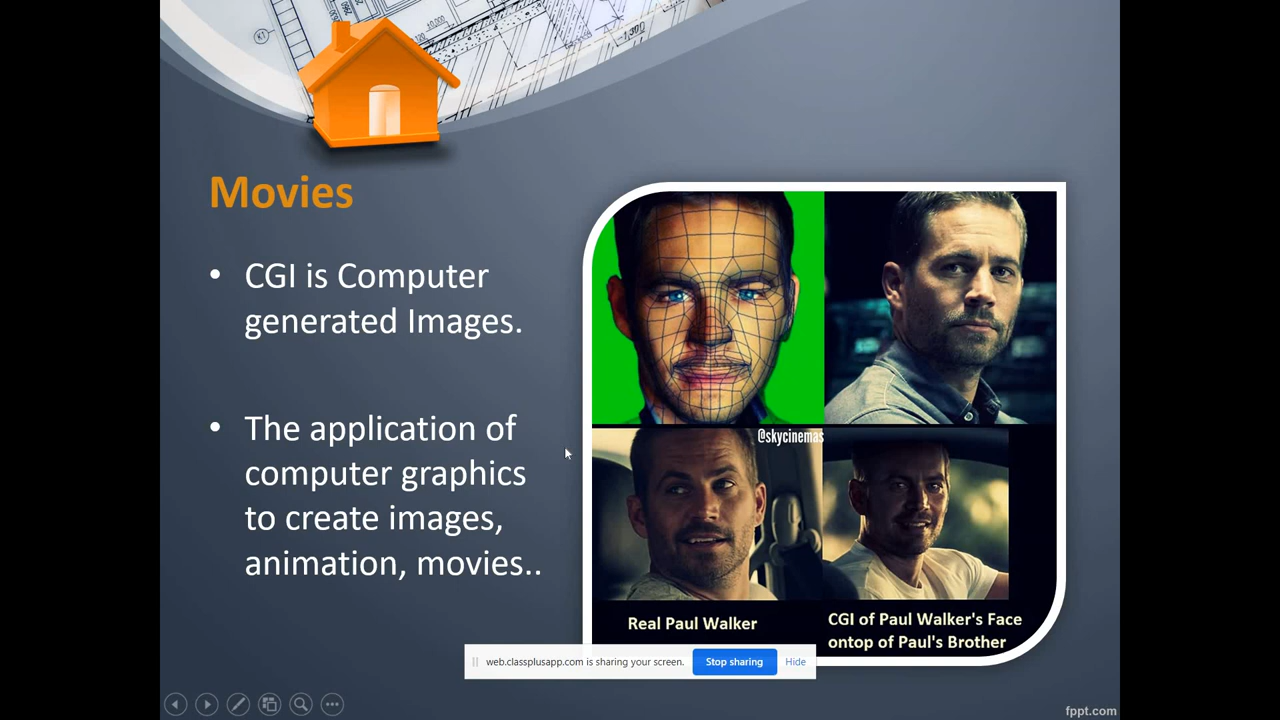 Movies
• CGI is Computer
generated Images.
• The application of
computer graphics
to create images,
animation, movies..
@skycinemas
Real Paul Walker
CGI of Paul Walker's Face
ontop of Paul's Brother
web.classplusapp.com is sharing your screen.
Stop sharing
Hide
fppt.com